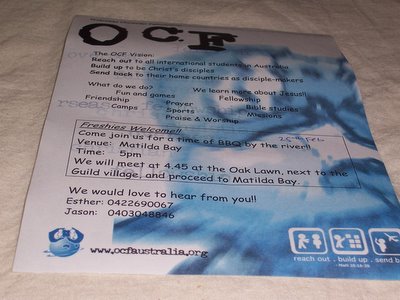 OCF
The OCF Vision:
Reach out to all international students in Australia
Build up to be Christ's disciples
Send back to their home countries as disciple-makers
What do we do? We learn more about Jesus!!
Fun and games Fellowship
Friendship Prayer Bible studies
Camps Sports Missions
Praise & Worship
Freshies Welcome!!
Come join us for a time of BBQ by the river!!
Venue: Matilda Bay
Time: 5pm
We will meet at 4.45 at the Oak Lawn, next to the
Guild village, and proceed to Matilda Bay.
We would love to hear from you!!
Esther: 0422690067
Jason: 0403048846
www.ocfaustralia.org
reach out . build up . send b